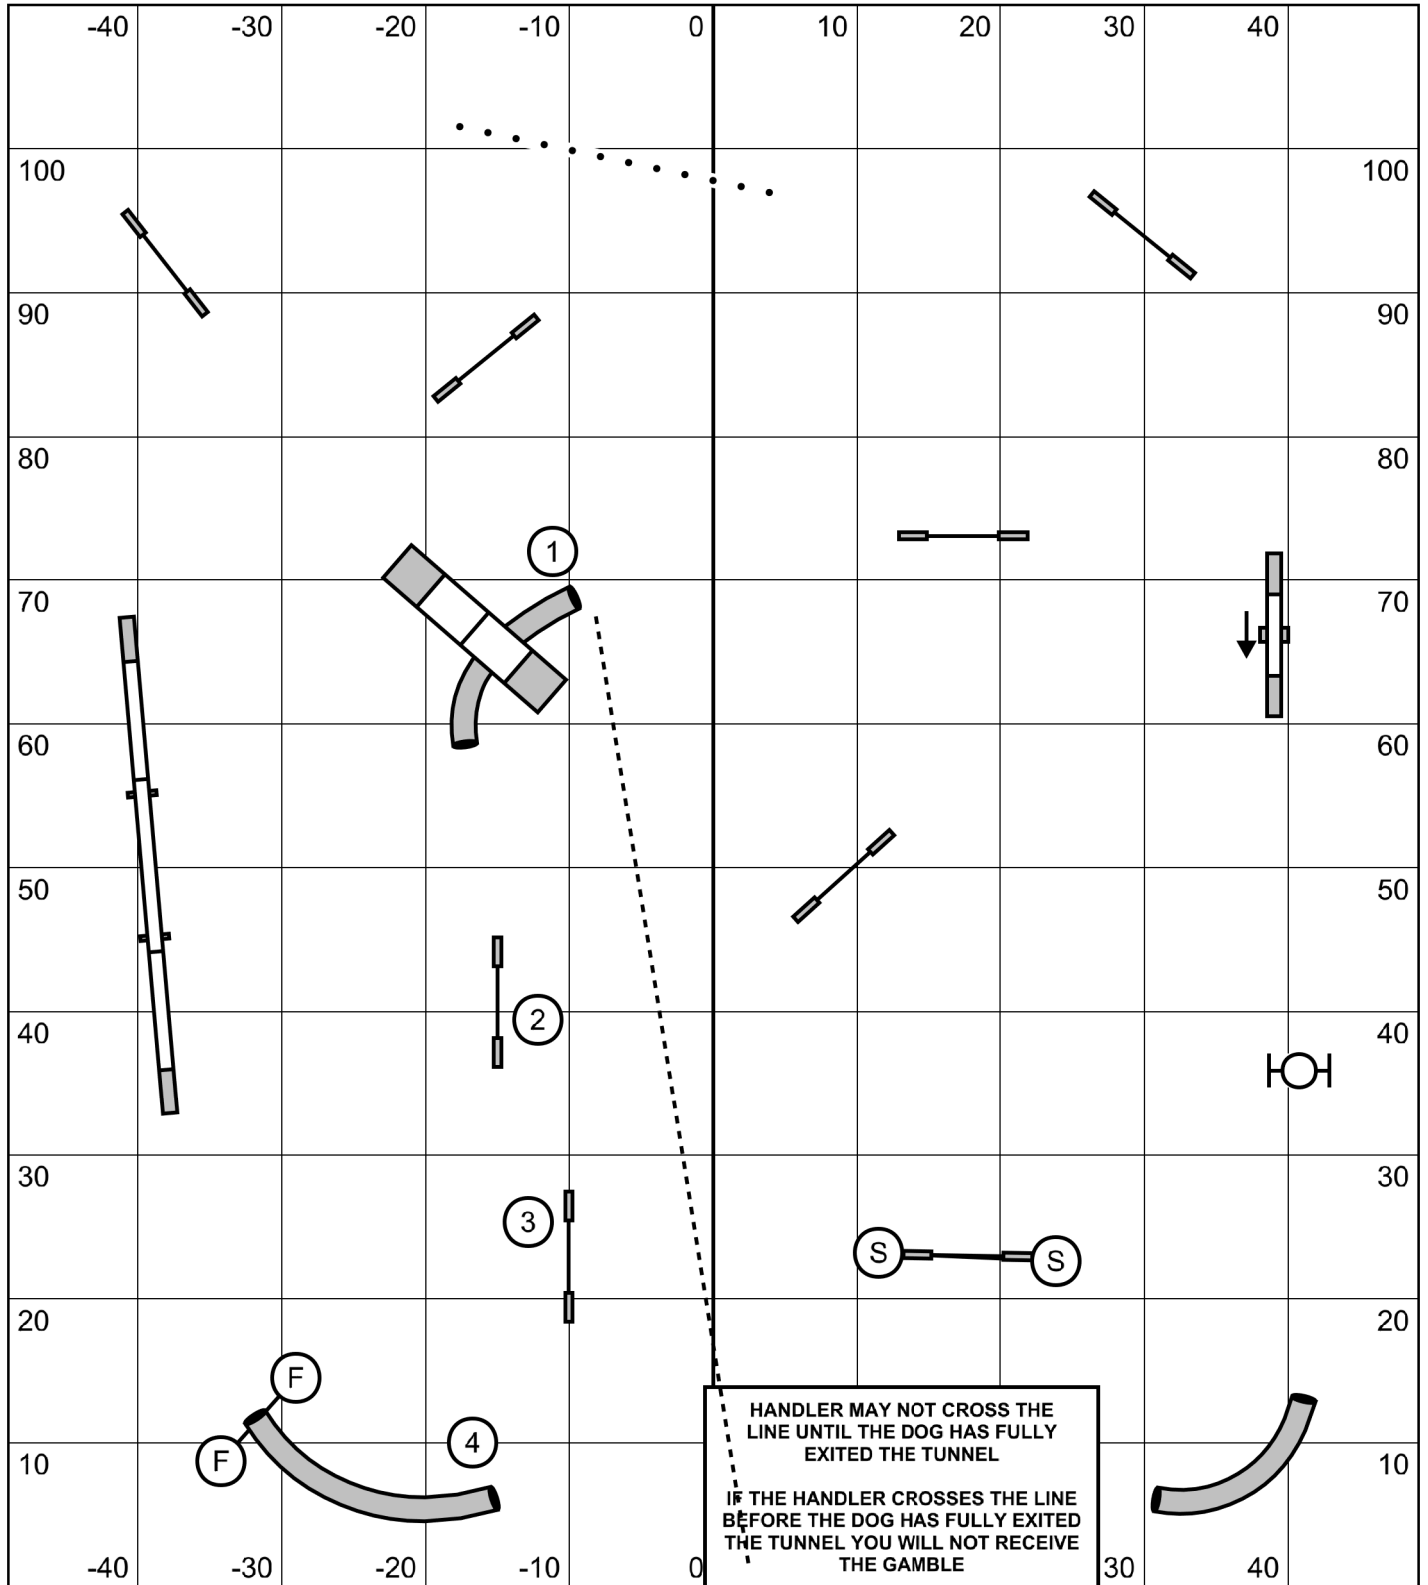 -40 -30 -20 -10 0 10 20 30 40
100 100
90 90
80 80
1
70 70
60 60
50 50
2
40 40
30 30
3
S S
20 20
F
HANDLER MAY NOT CROSS THE
LINE UNTIL THE DOG HAS FULLY
EXITED THE TUNNEL
4
F
10 10
IF THE HANDLER CROSSES THE LINE
BEFORE THE DOG HAS FULLY EXITED
THE TUNNEL YOU WILL NOT RECEIVE
THE GAMBLE
-40 -30 -20 -10 0 30 40